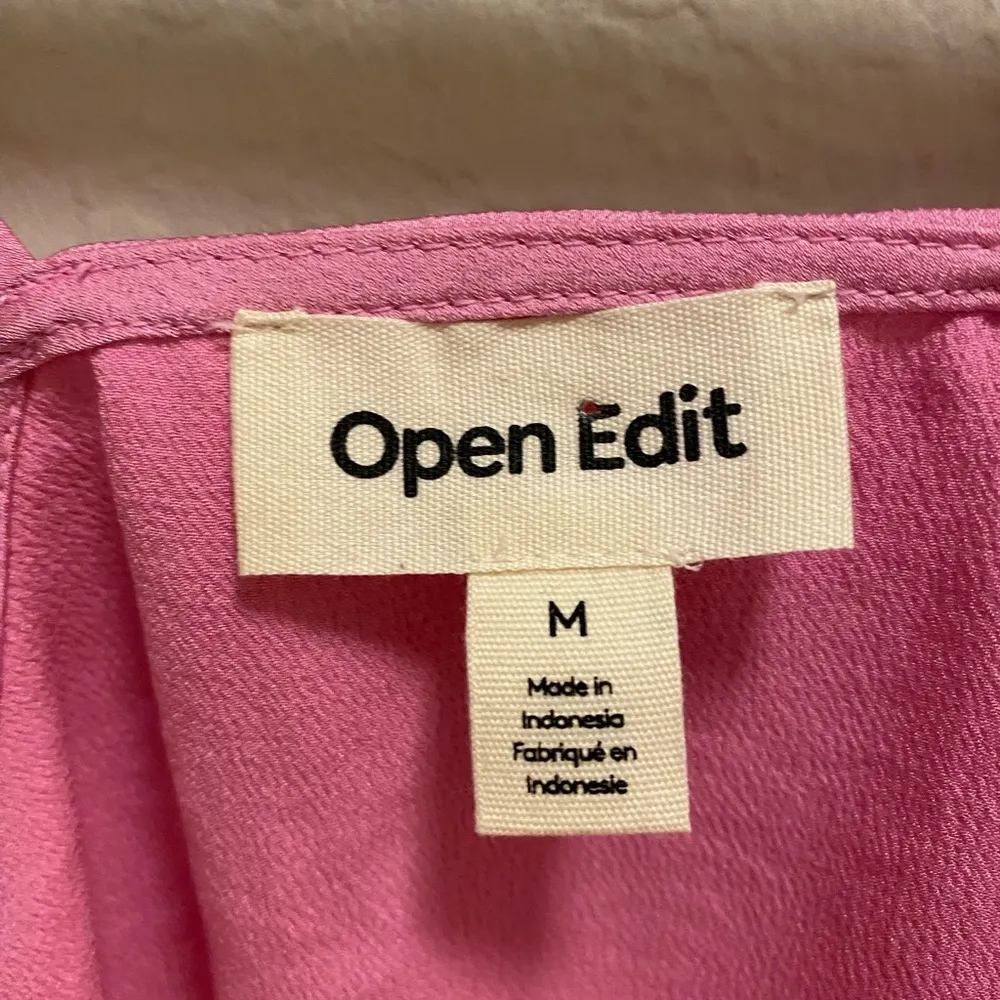 Open Edit
M
Made in
Indonesia
Fabriqué en
Indonesie